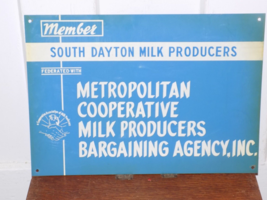 Member
SOUTH DAYTON MILK PRODUCERS
FEDERATED WITH
METROPOLITAN
COOPERATIVE
MILK PRODUCERS
BARGAINING AGENCY, INC.